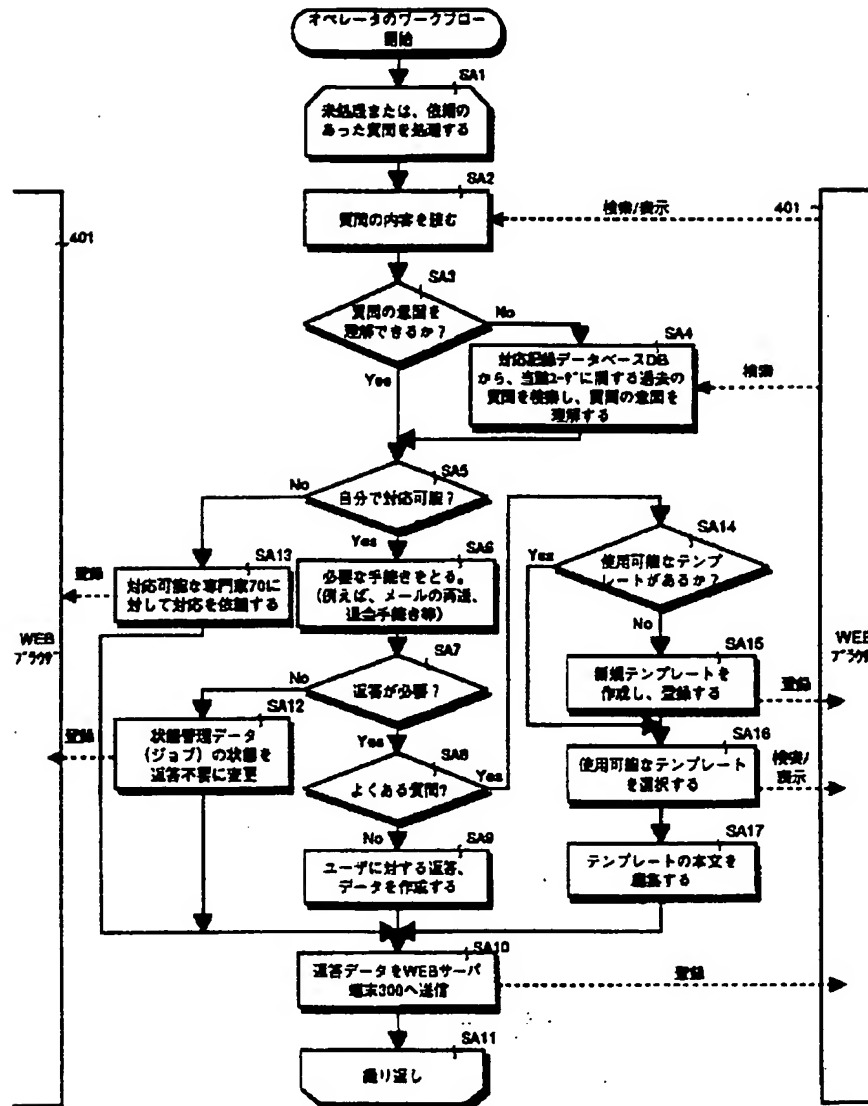 オペレータのワークフロー
開始
SA1
未処理または、依頼の
あった質問を処理する
SA2
質問の内容を読む
検索/表示
401
401
SA3
質問の意図を
理解できるか?
No
Yes
SA4
対応記録データベースDB
から、当該ユーザに関する過去の
質問を検索し、質問の意図を
理解する
検索
SA5
自分で対応可能?
No
Yes
SA13
対応可能な専門家70に
対して対応を依頼する
登録
SA6
必要な手続きをとる。
(例えば、メールの再送、
退会手続き等)
SA14
使用可能なテンプ
レートがあるか?
Yes
No
WEB
ブラウザ
WEB
ブラウザ
SA7
返答が必要?
No
Yes
SA15
新規テンプレートを
作成し、登録する
登録
SA12
状態管理データ
(ジョブ)の状態を
返答不要に変更
登録
SA8
よくある質問?
Yes
No
SA16
使用可能なテンプレート
を選択する
検索/
表示
SA9
ユーザに対する返答、
データを作成する
SA17
テンプレートの本文を
編集する
SA10
返答データをWEBサーバ
端末300へ送信
登録
SA11
繰り返し